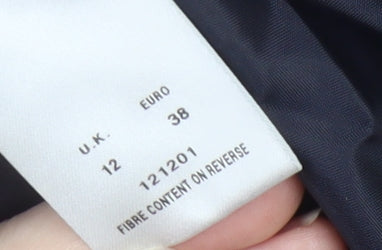 U.K. EURO
12 38
121201
FIBRE CONTENT ON REVERSE